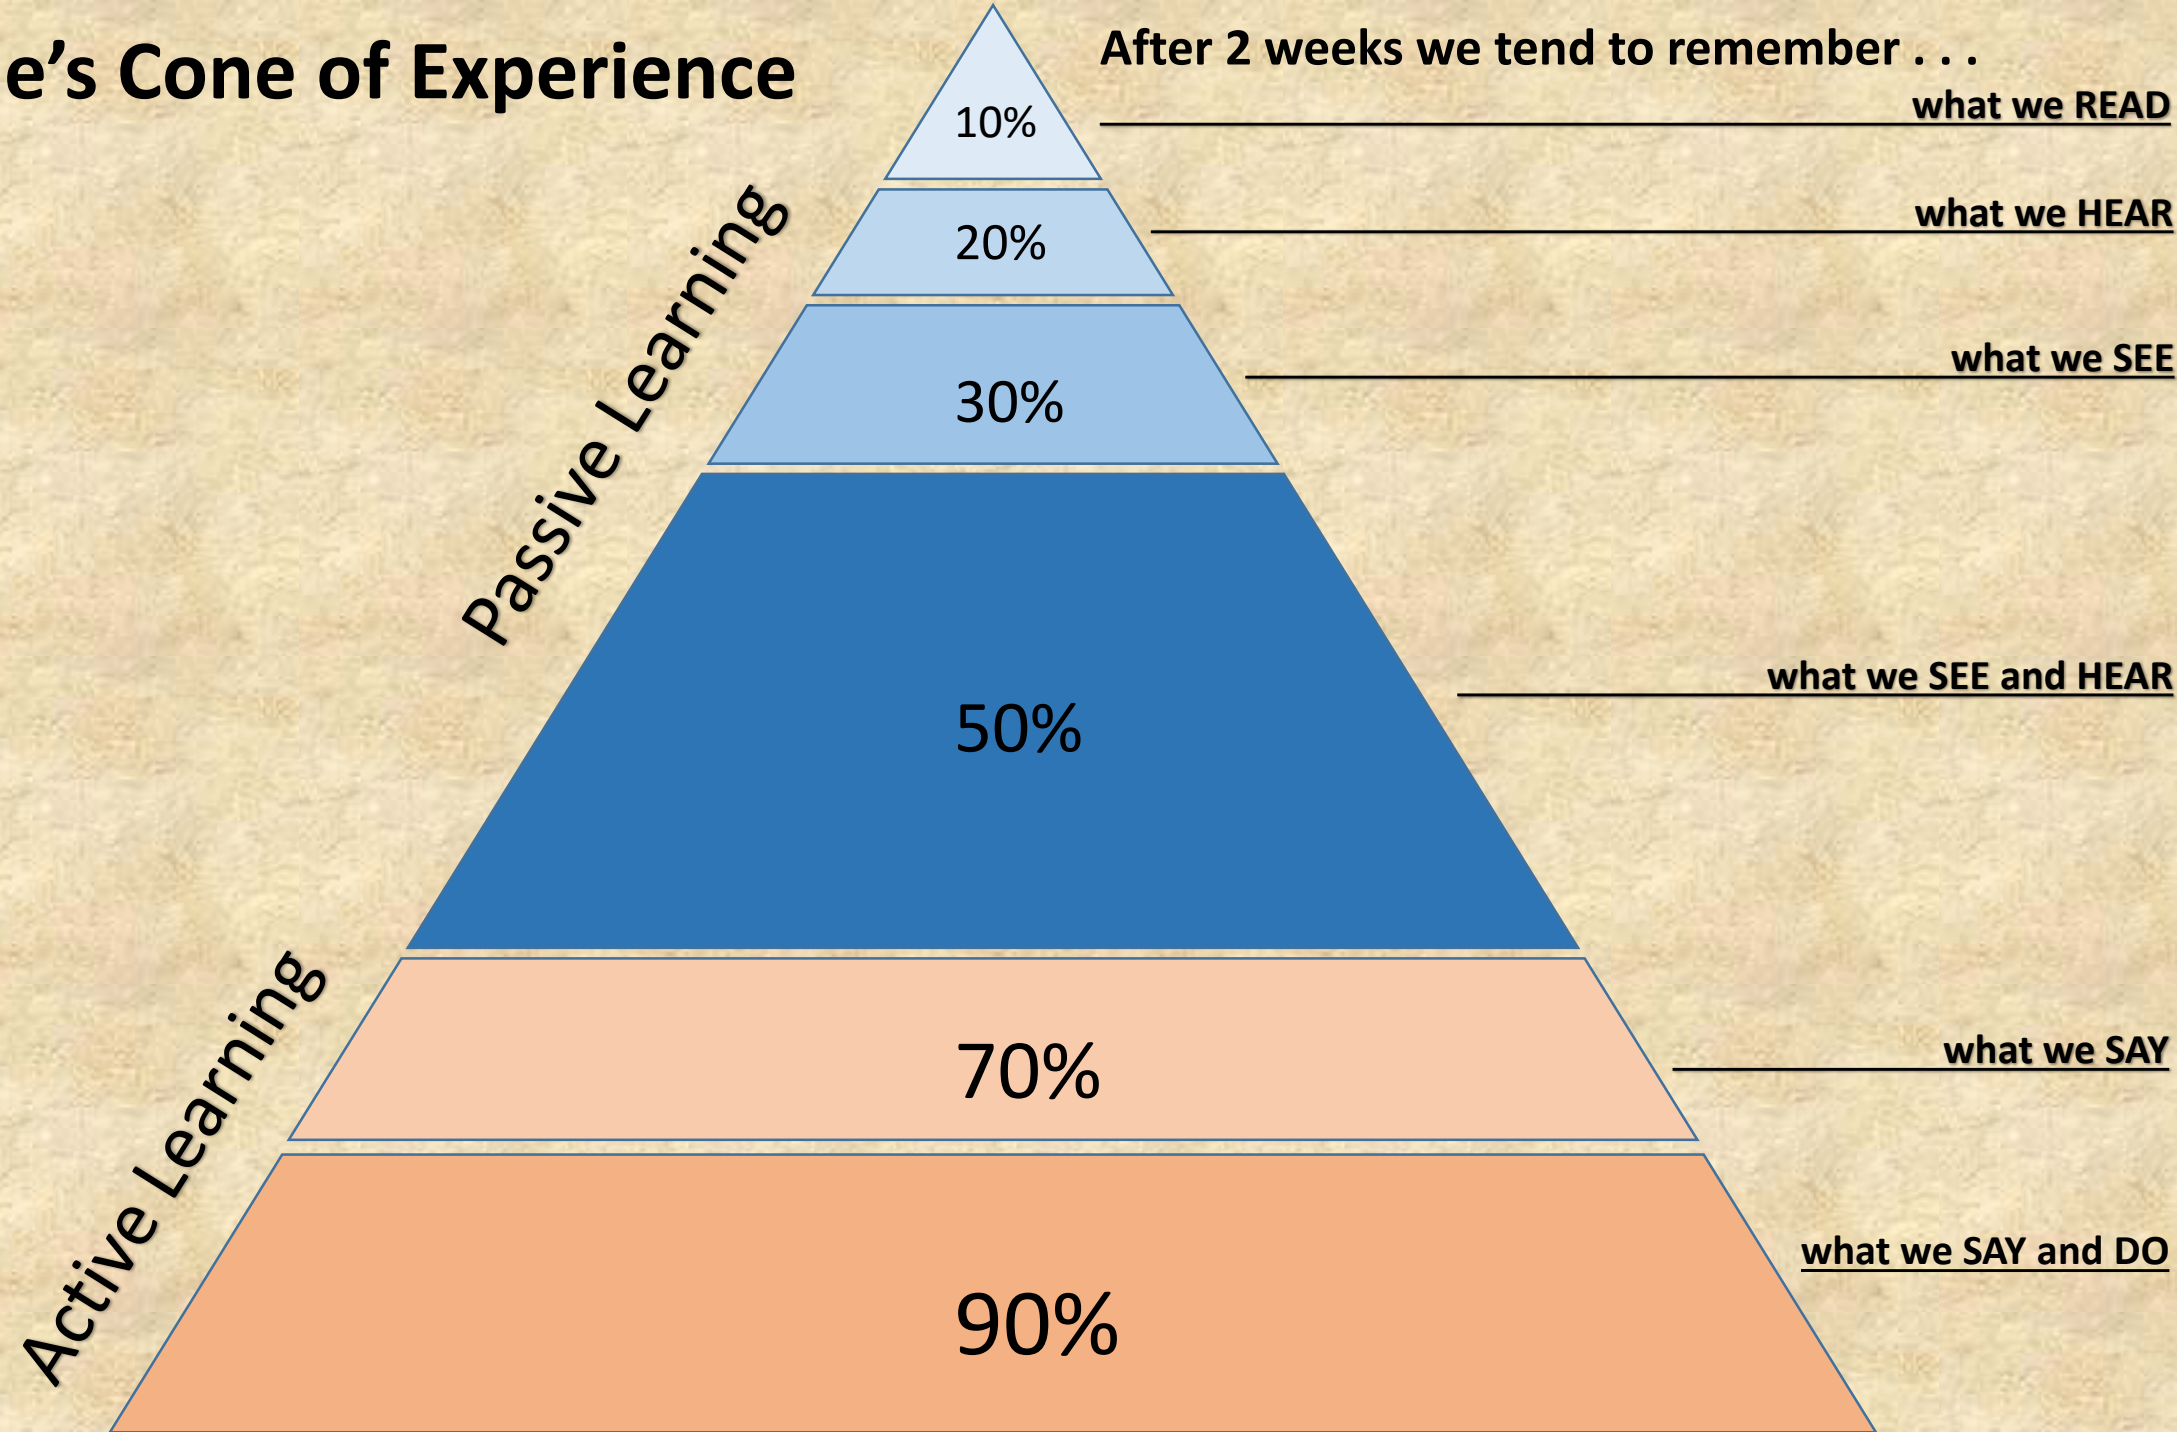 e’s Cone of Experience
After 2 weeks we tend to remember . . .
10%
what we READ
20%
what we HEAR
30%
what we SEE
Passive Learning
50%
what we SEE and HEAR
70%
what we SAY
Active Learning
90%
what we SAY and DO